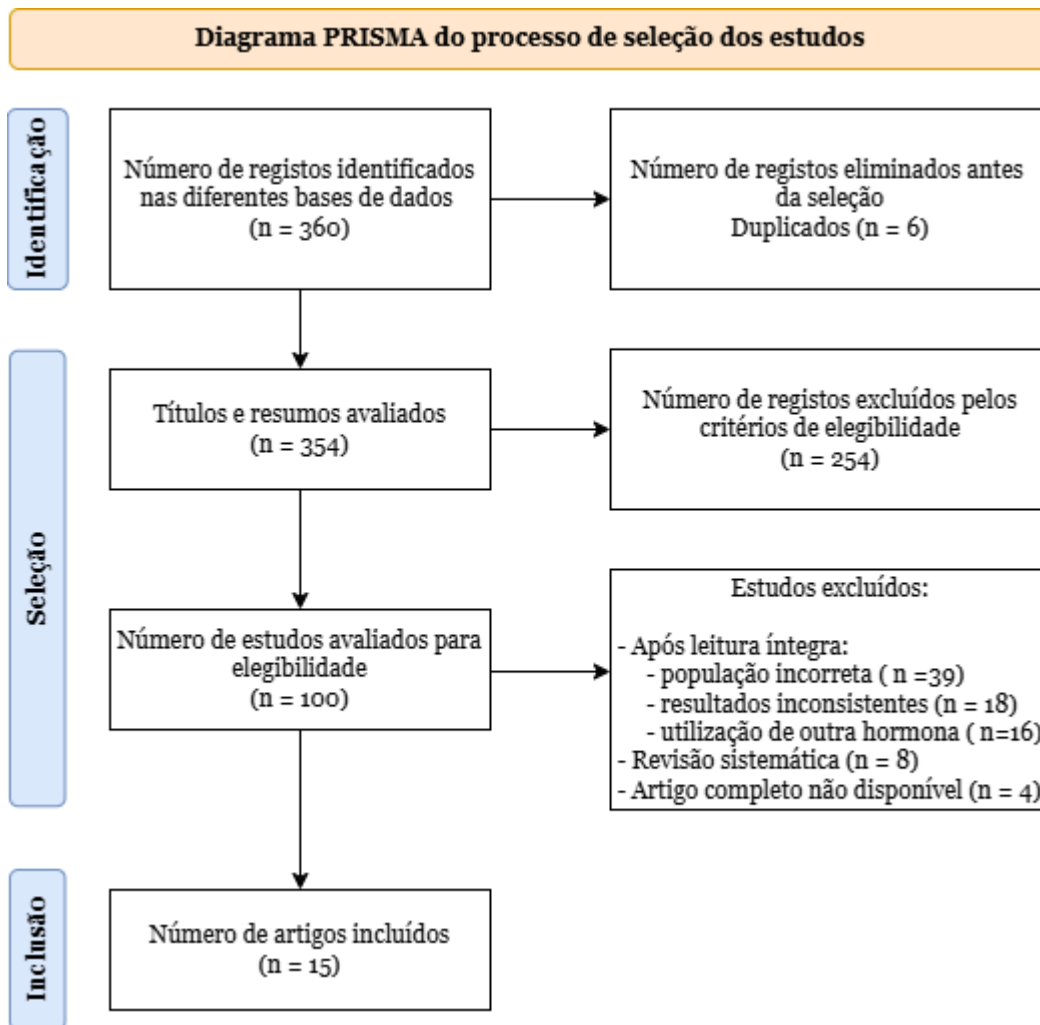 Diagrama PRISMA do processo de seleção dos estudos
Identificação
Número de registos identificados
nas diferentes bases de dados
(n = 360)
Número de registos eliminados antes
da seleção
Duplicados (n = 6)
Seleção
Títulos e resumos avaliados
(n = 354)
Número de registos excluídos pelos
critérios de elegibilidade
(n = 254)
Número de estudos avaliados para
elegibilidade
(n = 100)
Estudos excluídos:
- Após leitura íntegra:
- população incorreta ( n =39)
- resultados inconsistentes (n = 18)
- utilização de outra hormona ( n=16)
- Revisão sistemática (n = 8)
- Artigo completo não disponível (n = 4)
Inclusão
Número de artigos incluídos
(n = 15)